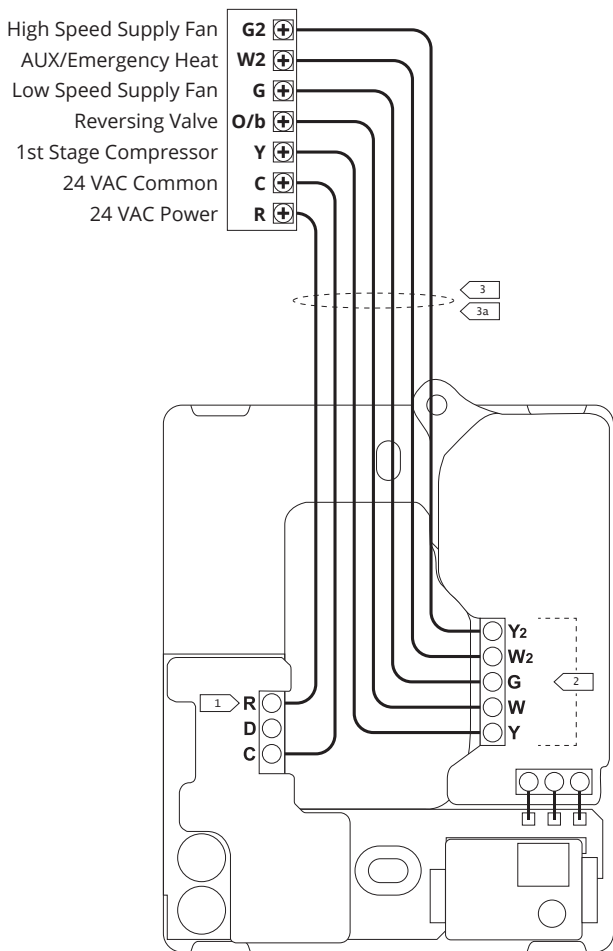 High Speed Supply Fan G2
AUX/Emergency Heat W2
Low Speed Supply Fan G
Reversing Valve O/b
1st Stage Compressor Y
24 VAC Common C
24 VAC Power R
3
3a
Y2
W2
G 2
W
Y
1 R
D
C